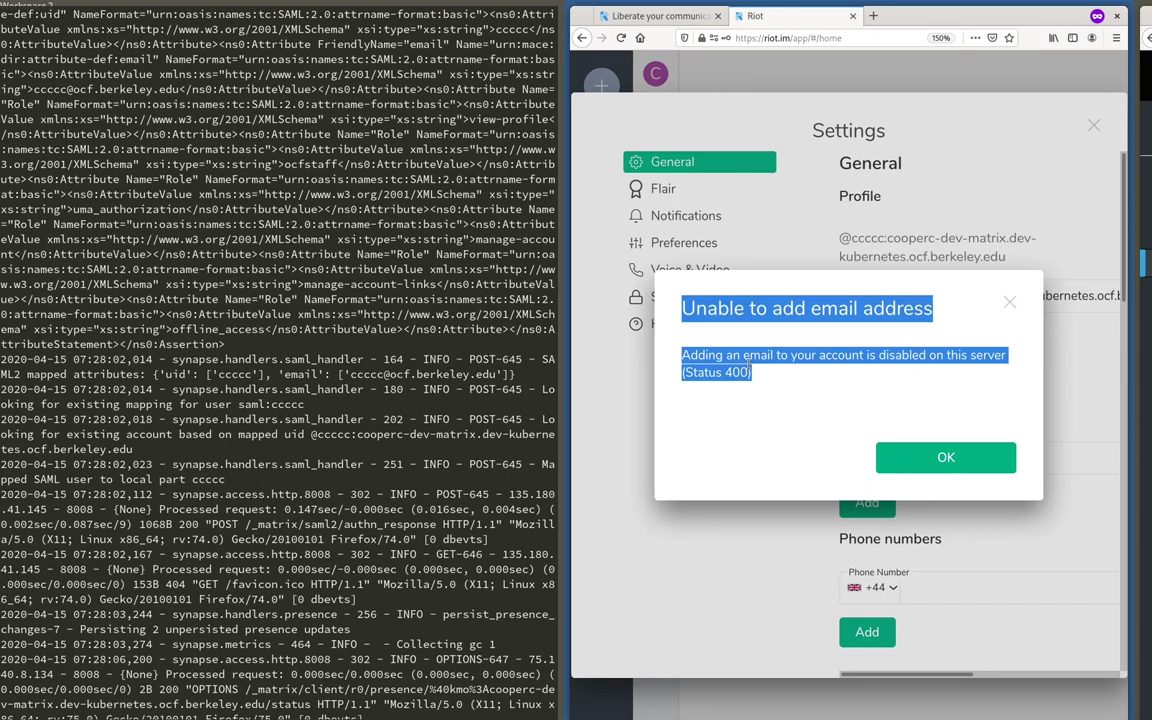 Workspace 2
e-def:uid" NameFormat="urn:oasis:names:tc:SAML:2.0:attrname-format:basic"><ns0:Attri
buteValue xmlns:xs="http://www.w3.org/2001/XMLSchema" xsi:type="xs:string">ccccc</ns
0:AttributeValue></ns0:Attribute><ns0:Attribute FriendlyName="email" Name="urn:mace:
dir:attribute-def:email" NameFormat="urn:oasis:names:tc:SAML:2.0:attrname-format:bas
ic"><ns0:AttributeValue xmlns:xs="http://www.w3.org/2001/XMLSchema" xsi:type="xs:str
ing">ccccc@ocf.berkeley.edu</ns0:AttributeValue></ns0:Attribute><ns0:Attribute Name=
"Role" NameFormat="urn:oasis:names:tc:SAML:2.0:attrname-format:basic"><ns0:Attribute
Value xmlns:xs="http://www.w3.org/2001/XMLSchema" xsi:type="xs:string">view-profile<
/ns0:AttributeValue></ns0:Attribute><ns0:Attribute Name="Role" NameFormat="urn:oasis
:names:tc:SAML:2.0:attrname-format:basic"><ns0:AttributeValue xmlns:xs="http://www.w
3.org/2001/XMLSchema" xsi:type="xs:string">ocfstaff</ns0:AttributeValue></ns0:Attrib
ute><ns0:Attribute Name="Role" NameFormat="urn:oasis:names:tc:SAML:2.0:attrname-form
at:basic"><ns0:AttributeValue xmlns:xs="http://www.w3.org/2001/XMLSchema" xsi:type="
xs:string">uma_authorization</ns0:AttributeValue></ns0:Attribute><ns0:Attribute Name
="Role" NameFormat="urn:oasis:names:tc:SAML:2.0:attrname-format:basic"><ns0:Attribut
eValue xmlns:xs="http://www.w3.org/2001/XMLSchema" xsi:type="xs:string">manage-accou
nt</ns0:AttributeValue></ns0:Attribute><ns0:Attribute Name="Role" NameFormat="urn:oa
sis:names:tc:SAML:2.0:attrname-format:basic"><ns0:AttributeValue xmlns:xs="http://ww
w.w3.org/2001/XMLSchema" xsi:type="xs:string">manage-account-links</ns0:AttributeVal
ue></ns0:Attribute><ns0:Attribute Name="Role" NameFormat="urn:oasis:names:tc:SAML:2.
0:attrname-format:basic"><ns0:AttributeValue xmlns:xs="http://www.w3.org/2001/XMLSch
ema" xsi:type="xs:string">offline_access</ns0:AttributeValue></ns0:Attribute></ns0:A
ttributeStatement></ns0:Assertion>
2020-04-15 07:28:02,014 - synapse.handlers.saml_handler - 164 - INFO - POST-645 - SA
ML2 mapped attributes: {'uid': ['ccccc'], 'email': ['ccccc@ocf.berkeley.edu']}
2020-04-15 07:28:02,014 - synapse.handlers.saml_handler - 180 - INFO - POST-645 - Lo
oking for existing mapping for user saml:ccccc
2020-04-15 07:28:02,018 - synapse.handlers.saml_handler - 202 - INFO - POST-645 - Lo
oking for existing account based on mapped uid @ccccc:cooperc-dev-matrix.dev-kuberne
tes.ocf.berkeley.edu
2020-04-15 07:28:02,023 - synapse.handlers.saml_handler - 251 - INFO - POST-645 - Ma
pped SAML user to local part ccccc
2020-04-15 07:28:02,112 - synapse.access.http.8008 - 302 - INFO - POST-645 - 135.180
.41.145 - 8008 - {None} Processed request: 0.147sec/-0.000sec (0.016sec, 0.004sec) (
0.002sec/0.087sec/9) 1068B 200 "POST /_matrix/saml2/authn_response HTTP/1.1" "Mozill
a/5.0 (X11; Linux x86_64; rv:74.0) Gecko/20100101 Firefox/74.0" [0 dbevts]
2020-04-15 07:28:02,167 - synapse.access.http.8008 - 302 - INFO - GET-646 - 135.180.
41.145 - 8008 - {None} Processed request: 0.000sec/-0.000sec (0.000sec, 0.000sec) (0
.000sec/0.000sec/0) 153B 404 "GET /favicon.ico HTTP/1.1" "Mozilla/5.0 (X11; Linux x8
6_64; rv:74.0) Gecko/20100101 Firefox/74.0" [0 dbevts]
2020-04-15 07:28:03,244 - synapse.handlers.presence - 256 - INFO - persist_presence_
changes-7 - Persisting 2 unpersisted presence updates
2020-04-15 07:28:03,274 - synapse.metrics - 464 - INFO -  - Collecting gc 1
2020-04-15 07:28:06,200 - synapse.access.http.8008 - 302 - INFO - OPTIONS-647 - 75.1
40.8.134 - 8008 - {None} Processed request: 0.000sec/-0.000sec (0.000sec, 0.000sec) (
0.000sec/0.000sec/0) 2B 200 "OPTIONS /_matrix/client/r0/presence/%40kmo%3Acooperc-de
v-matrix.dev-kubernetes.ocf.berkeley.edu/status HTTP/1.1" "Mozilla/5.0 (X11; Linux x
86_64; rv:75.0) Gecko/20100101 Firefox/75.0" [0 dbevts]
Liberate your communica
Riot
https://riot.im/app/#/home
150%
C
Settings
General
Flair
Notifications
Preferences
Voice & Video
S
H
General
Profile
@ccccc:cooperc-dev-matrix.dev-
kubernetes.ocf.berkeley.edu
ubernetes.ocf.b
Unable to add email address
Adding an email to your account is disabled on this server
(Status 400)
OK
Add
Phone numbers
Phone Number
+44
Add